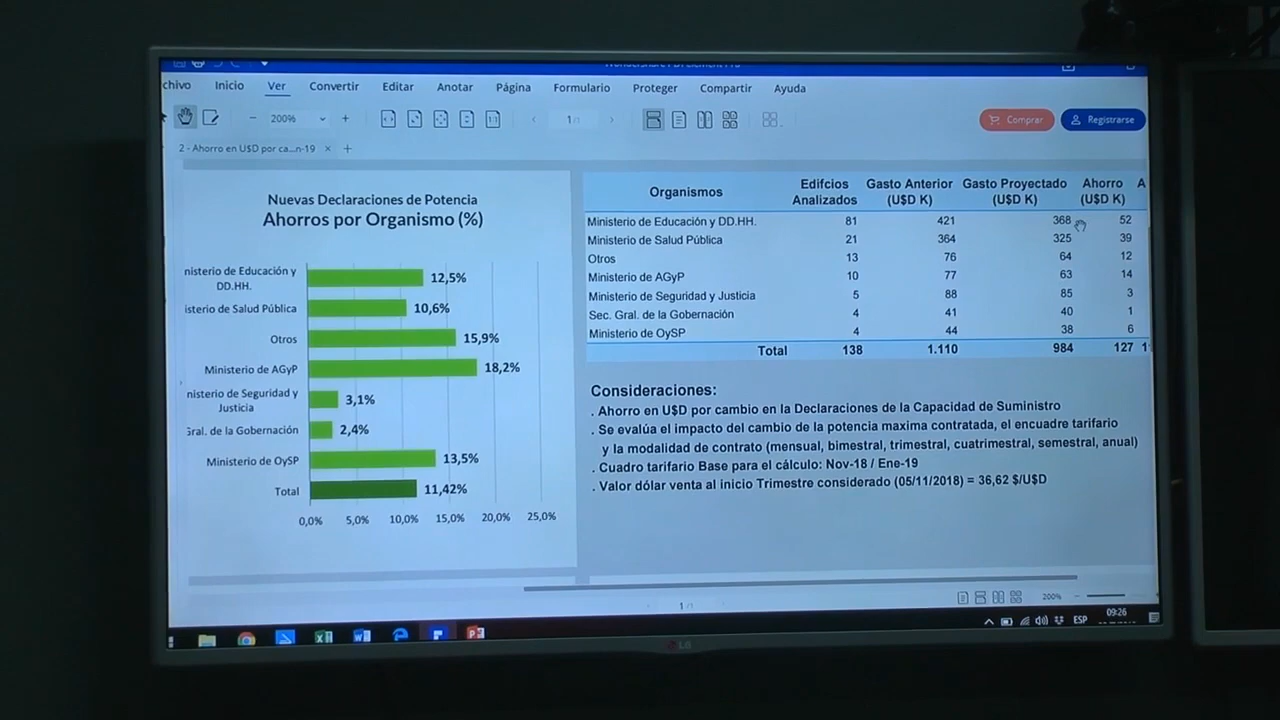 chivo Inicio Ver Convertir Editar Anotar Página Formulario Proteger Compartir Ayuda
− 200% + 1/1 Comprar Registrarse
2 - Ahorro en U$D por ca...n-19 × +
Nuevas Declaraciones de Potencia
Ahorros por Organismo (%)
nisterio de Educación y
DD.HH.
12,5%
isterio de Salud Pública 10,6%
Otros 15,9%
Ministerio de AGyP 18,2%
nisterio de Seguridad y
Justicia
3,1%
Gral. de la Gobernación 2,4%
Ministerio de OySP 13,5%
Total 11,42%
0,0% 5,0% 10,0% 15,0% 20,0% 25,0%
Organismos Edifcios Analizados Gasto Anterior (U$D K) Gasto Proyectado (U$D K) Ahorro (U$D K) A
Ministerio de Educación y DD.HH. 81 421 368 52
Ministerio de Salud Pública 21 364 325 39
Otros 13 76 64 12
Ministerio de AGyP 10 77 63 14
Ministerio de Seguridad y Justicia 5 88 85 3
Sec. Gral. de la Gobernación 4 41 40 1
Ministerio de OySP 4 44 38 6
Total 138 1.110 984 127 1
Consideraciones:
. Ahorro en U$D por cambio en la Declaraciones de la Capacidad de Suministro
. Se evalúa el impacto del cambio de la potencia maxima contratada, el encuadre tarifario
y la modalidad de contrato (mensual, bimestral, trimestral, cuatrimestral, semestral, anual)
. Cuadro tarifario Base para el cálculo: Nov-18 / Ene-19
. Valor dólar venta al inicio Trimestre considerado (05/11/2018) = 36,62 $/U$D
1/1 200%
ESP 09:26
LG